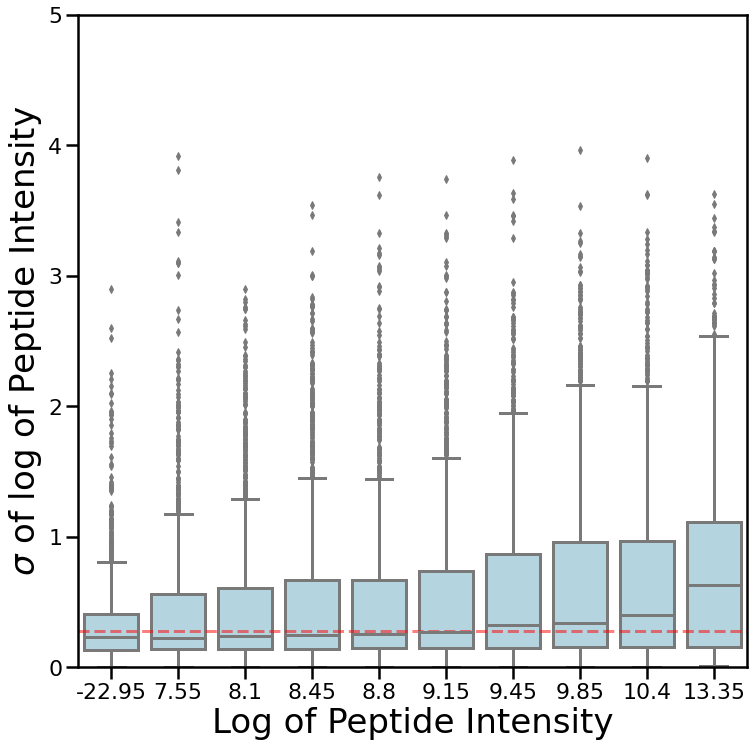 σ of log of Peptide Intensity
5
4
3
2
1
0
-22.95 7.55 8.1 8.45 8.8 9.15 9.45 9.85 10.4 13.35
Log of Peptide Intensity